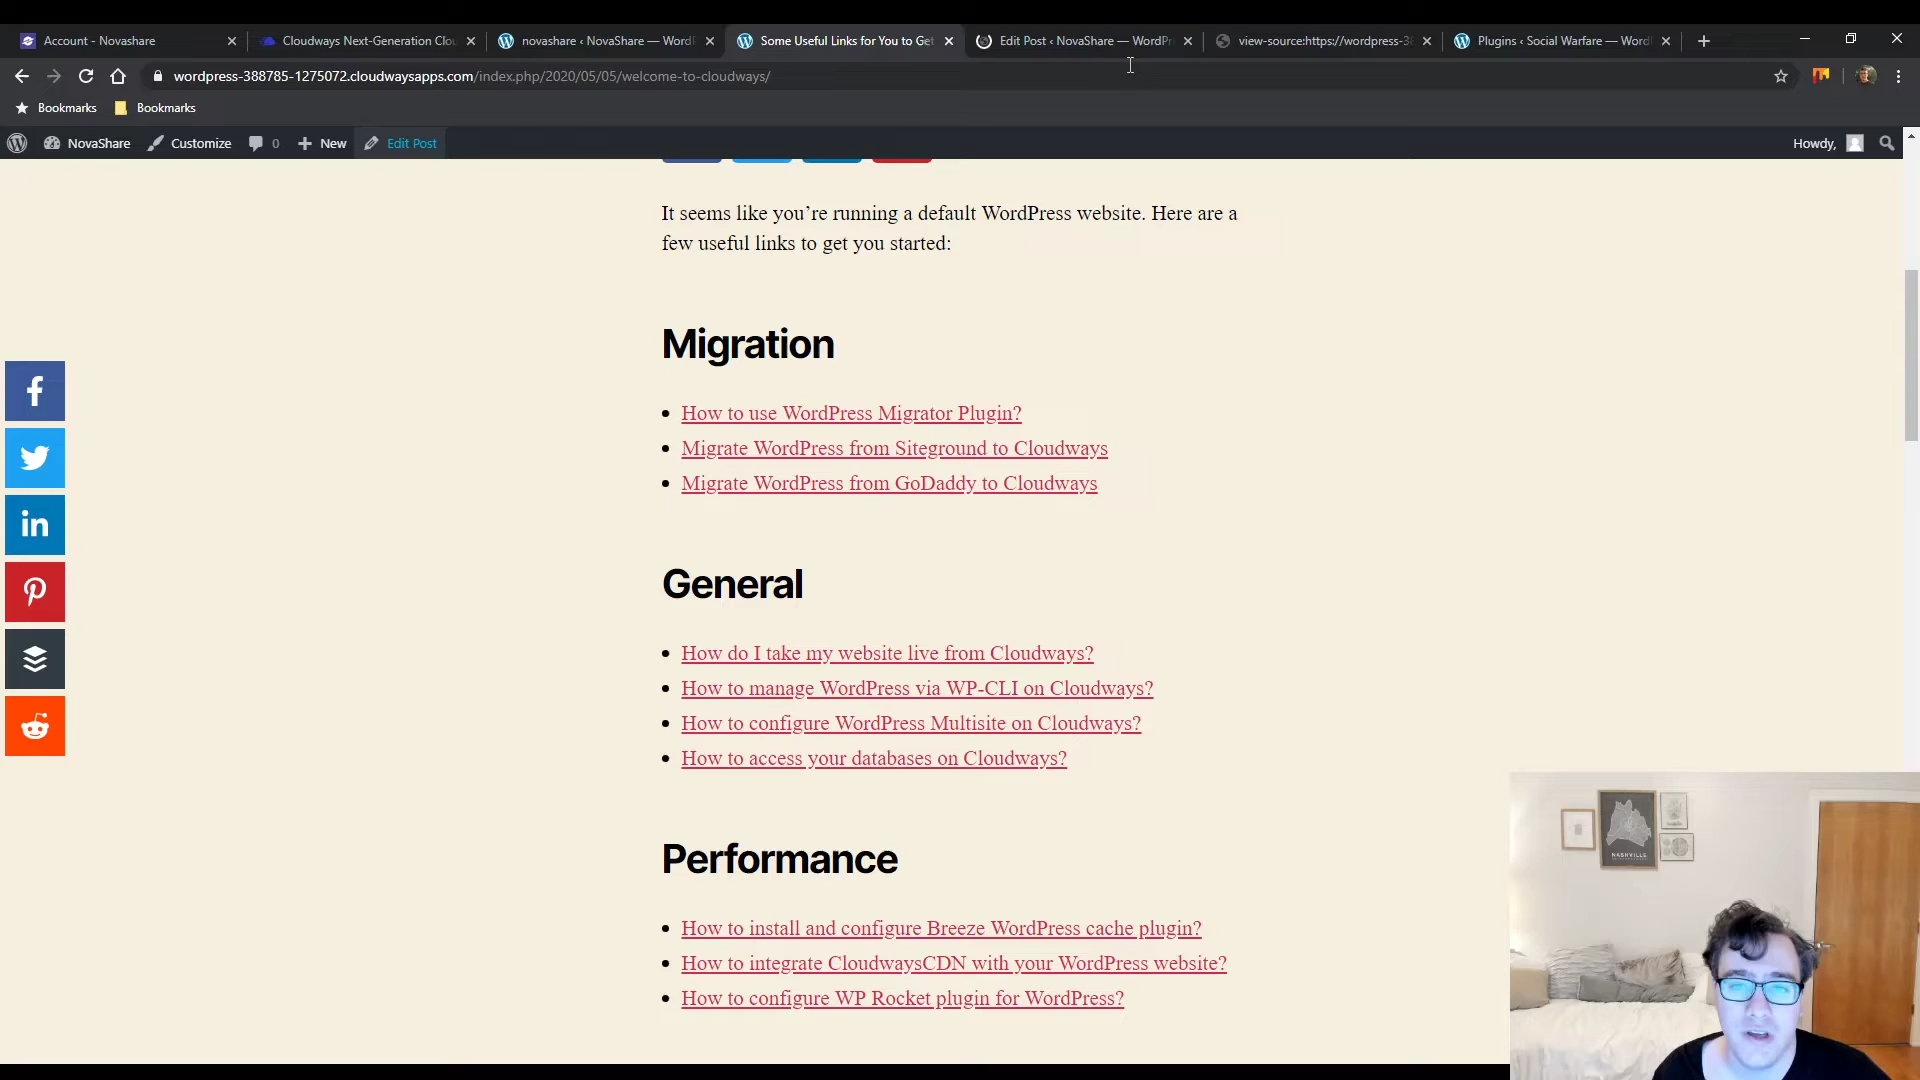 Account - Novashare
Cloudways Next-Generation Clou
novashare ‹ NovaShare — WordP
Some Useful Links for You to Get
Edit Post ‹ NovaShare — WordPr
view-source:https://wordpress-38
Plugins ‹ Social Warfare — Word
wordpress-388785-1275072.cloudwaysapps.com/index.php/2020/05/05/welcome-to-cloudways/
Bookmarks
Bookmarks
NovaShare
Customize
0
New
Edit Post
Howdy,
It seems like you’re running a default WordPress website. Here are a
few useful links to get you started:
Migration
How to use WordPress Migrator Plugin?
Migrate WordPress from Siteground to Cloudways
Migrate WordPress from GoDaddy to Cloudways
General
How do I take my website live from Cloudways?
How to manage WordPress via WP-CLI on Cloudways?
How to configure WordPress Multisite on Cloudways?
How to access your databases on Cloudways?
Performance
How to install and configure Breeze WordPress cache plugin?
How to integrate CloudwaysCDN with your WordPress website?
How to configure WP Rocket plugin for WordPress?
NASHVILLE